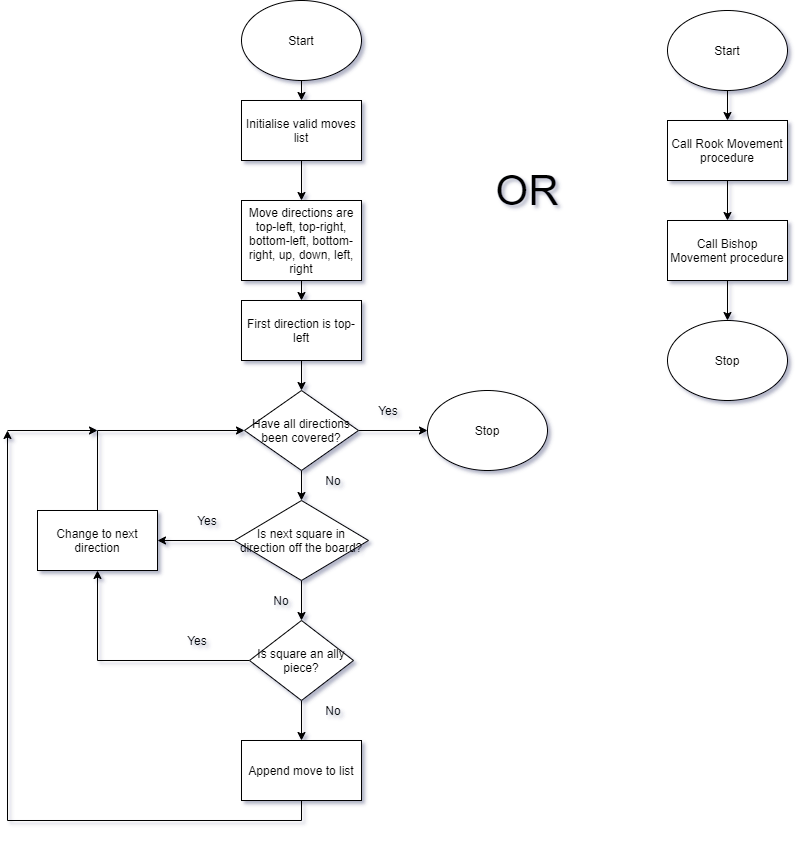 Start
Initialise valid moves
list
Move directions are
top-left, top-right,
bottom-left, bottom-
right, up, down, left,
right
First direction is top-
left
Have all directions
been covered?
Yes
Stop
No
Is next square in
direction off the board?
Yes
Change to next
direction
No
Is square an ally
piece?
Yes
No
Append move to list
OR
Start
Call Rook Movement
procedure
Call Bishop
Movement procedure
Stop